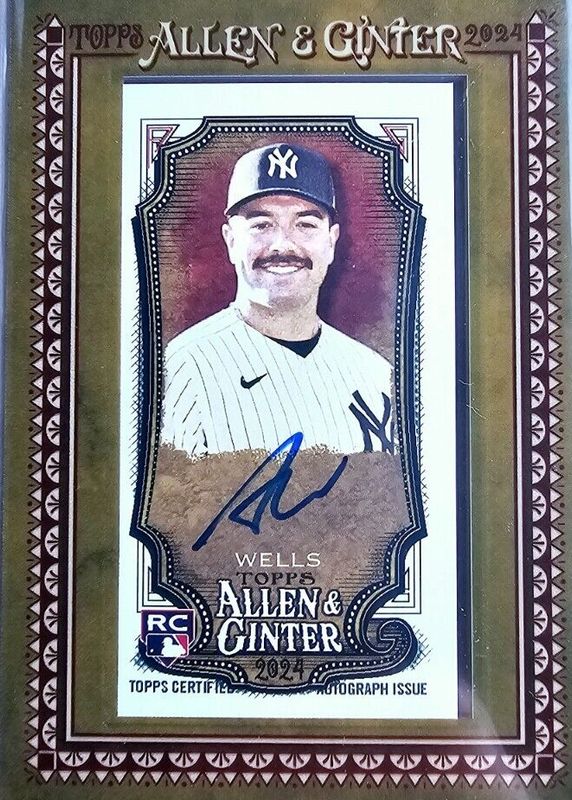 TOPPS ALLEN & GINTER 2024
NY
NY
WELLS
TOPPS
ALLEN &
GINTER
RC
2024
TOPPS CERTIFIED AUTOGRAPH ISSUE